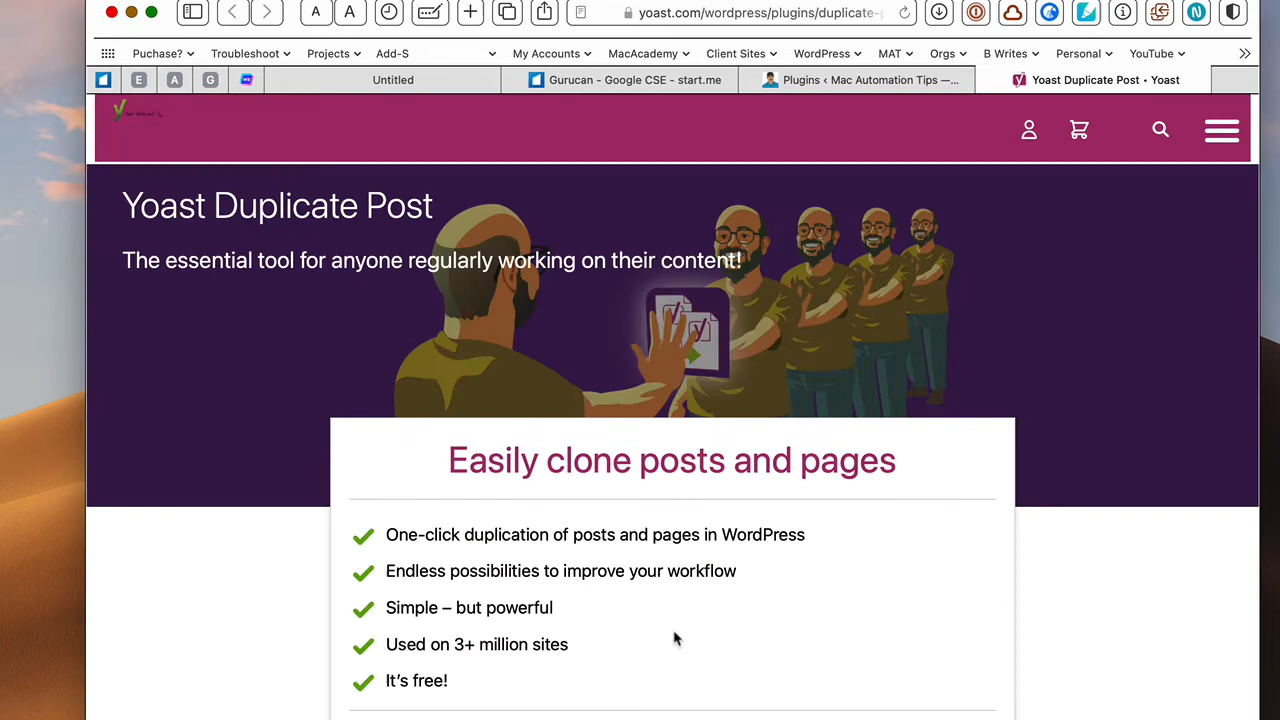 A A yoast.com/wordpress/plugins/duplicate-p
Puchase? Troubleshoot Projects Add-S My Accounts MacAcademy Client Sites WordPress MAT Orgs B Writes Personal YouTube
E A G Untitled Gurucan - Google CSE - start.me Plugins ‹ Mac Automation Tips —... Yoast Duplicate Post • Yoast
Yoast Duplicate Post
The essential tool for anyone regularly working on their content!
Easily clone posts and pages
One-click duplication of posts and pages in WordPress
Endless possibilities to improve your workflow
Simple – but powerful
Used on 3+ million sites
It's free!